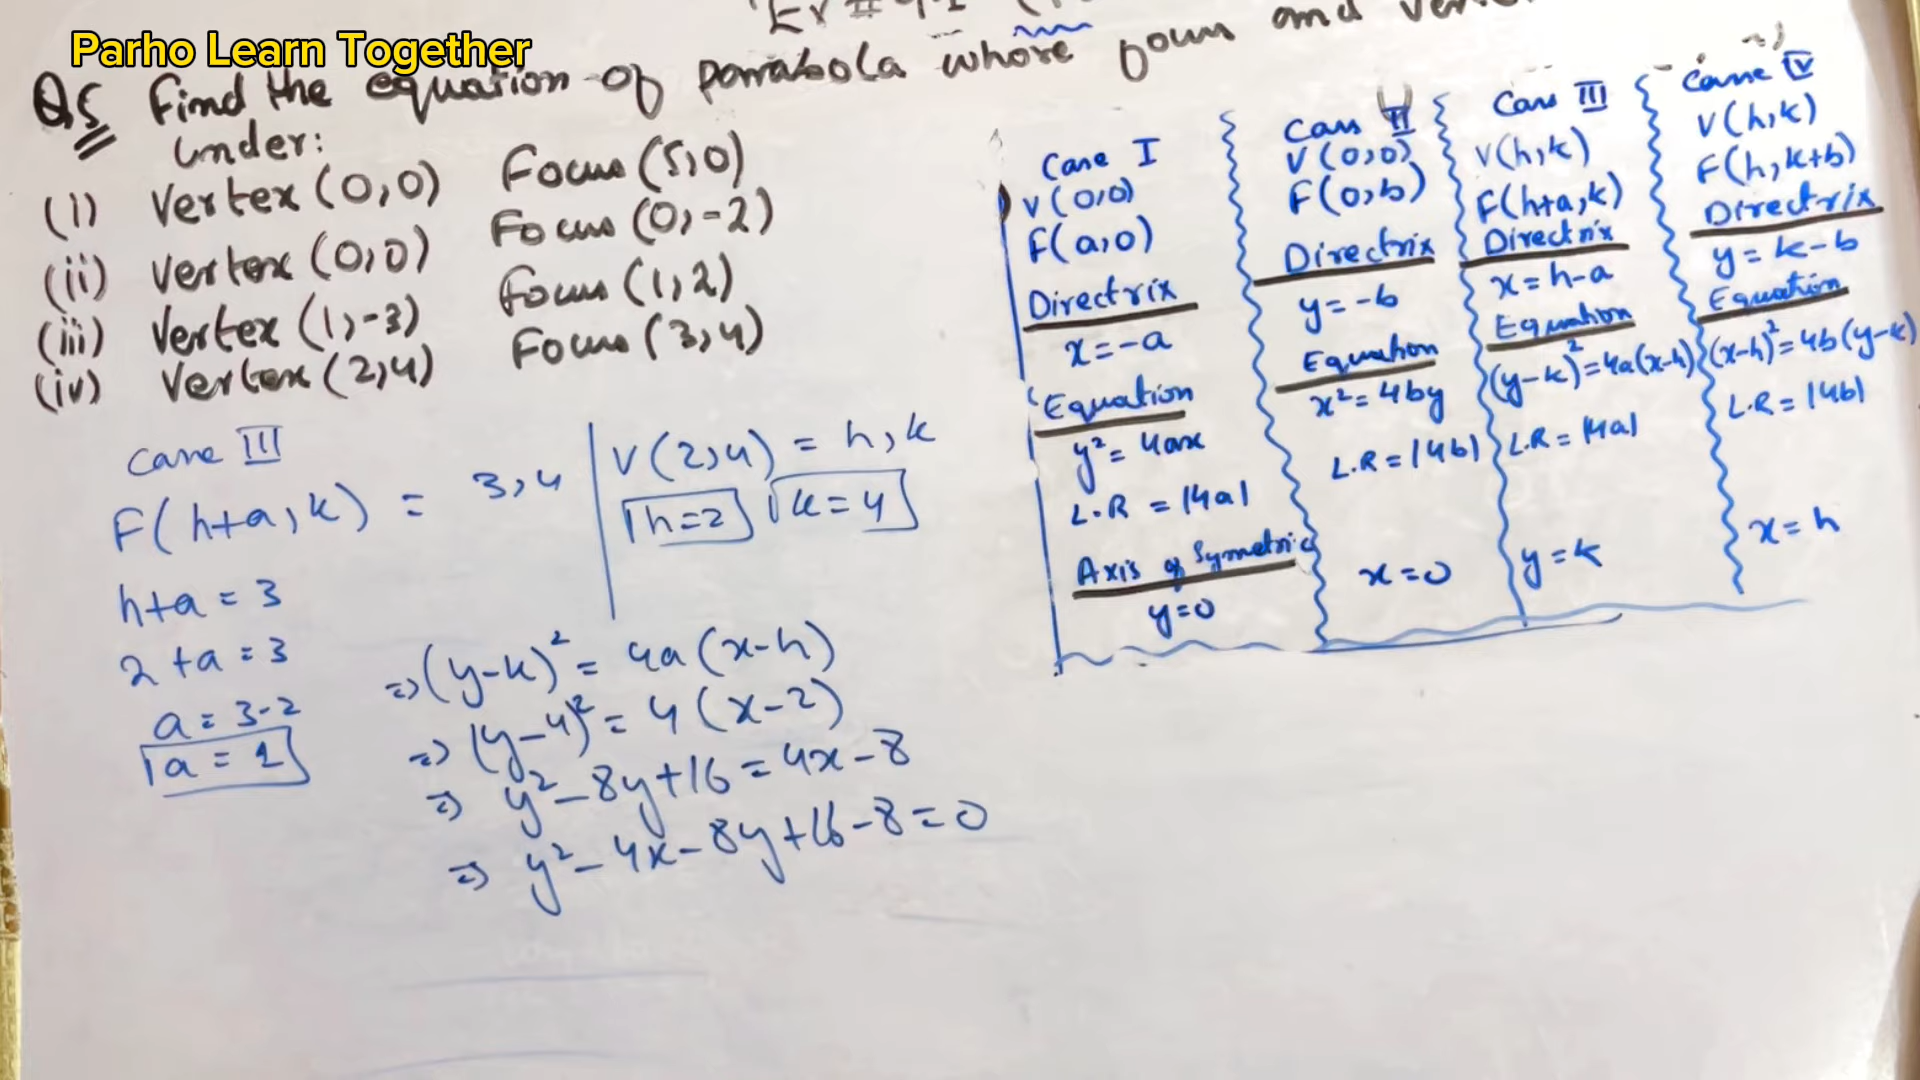 Parho Learn Together
Q5 Find the equation of parabola whose focus and
under:
(i) Vertex (0,0) Focus (5,0)
(ii) Vertex (0,0) Focus (0,-2)
(iii) Vertex (1,-3) Focus (1,2)
(iv) Vertex (2,4) Focus (3,4)
Case III
F(h+a,k) = 3,4
h+a = 3
2+a = 3
a = 3-2
a = 1
V(2,4) = h,k
h=2 k=4
=> (y-k)² = 4a(x-h)
=> (y-4)² = 4(x-2)
=> y²-8y+16 = 4x-8
=> y²-4x-8y+16-8=0
Case I
V(0,0)
F(a,0)
Directrix
x=-a
Equation
y²=4ax
L.R = |4a|
Axis of Symmetric
y=0
Case II
V(0,0)
F(0,b)
Directrix
y=-b
Equation
x²=4by
L.R=|4b|
x=0
Case III
V(h,k)
F(h+a,k)
Directrix
x=h-a
Equation
(y-k)²=4a(x-h)
L.R=|4a|
y=k
Case IV
V(h,k)
F(h,k+b)
Directrix
y=k-b
Equation
(x-h)²=4b(y-k)
L.R=|4b|
x=h